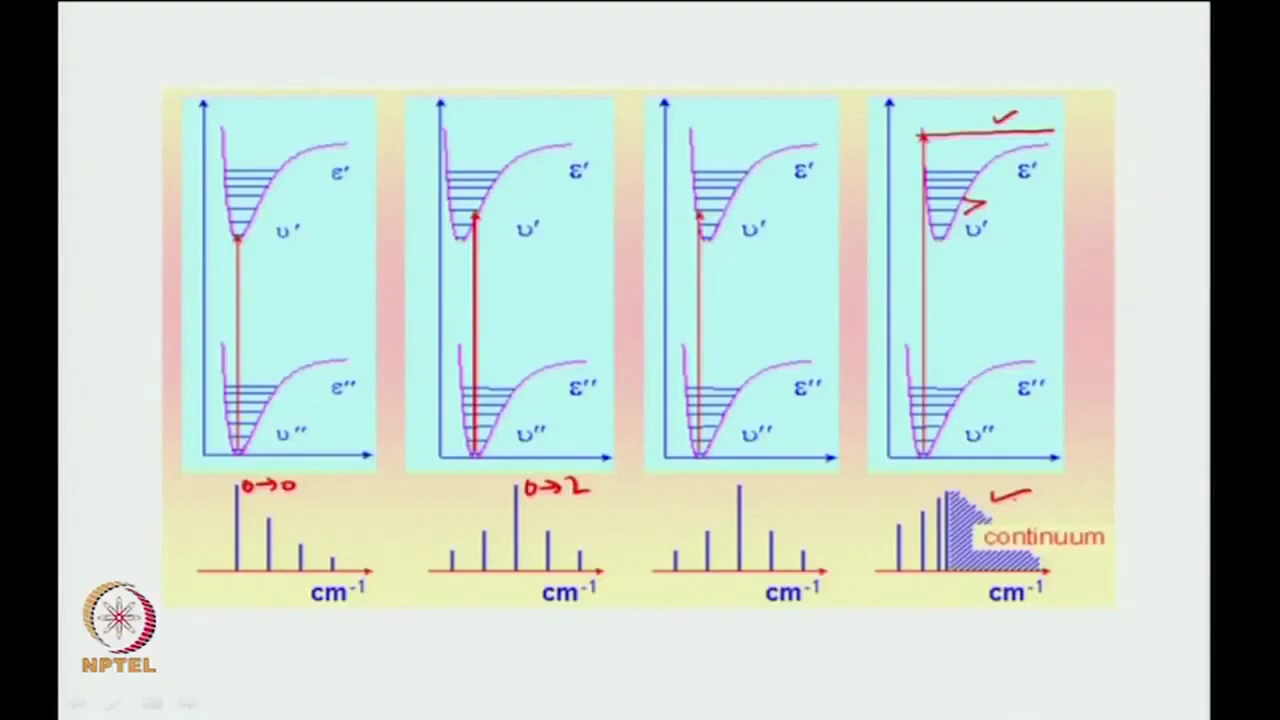 ε′ ε′ ε′ ε′
υ′ υ′ υ′ υ′
ε″ ε″ ε″ ε″
υ″ υ″ υ″ υ″
0→0 0→2
continuum
cm-1 cm-1 cm-1 cm-1
NPTEL